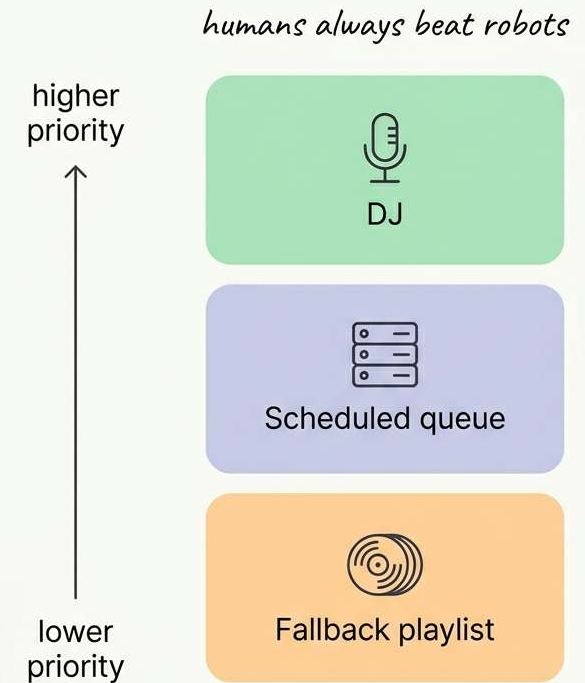 humans always beat robots
higher
priority
DJ
Scheduled queue
Fallback playlist
lower
priority